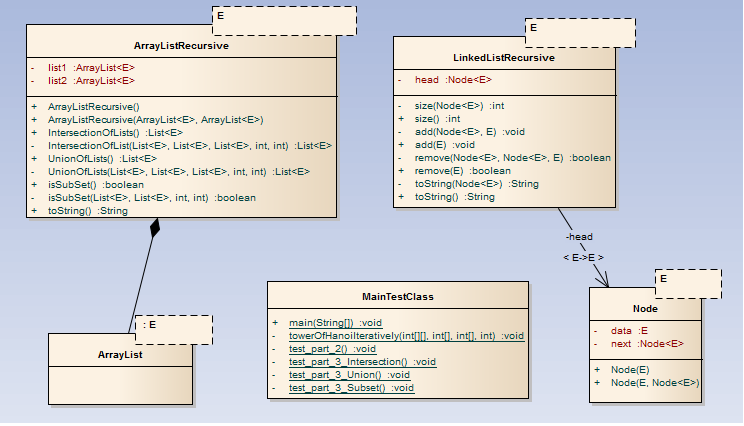 E
ArrayListRecursive
- list1 :ArrayList<E>
- list2 :ArrayList<E>
+ ArrayListRecursive()
+ ArrayListRecursive(ArrayList<E>, ArrayList<E>)
+ IntersectionOfLists() :List<E>
- IntersectionOfList(List<E>, List<E>, List<E>, int, int) :List<E>
+ UnionOfLists() :List<E>
- UnionOfLists(List<E>, List<E>, List<E>, int, int) :List<E>
+ isSubSet() :boolean
- isSubSet(List<E>, List<E>, int, int) :boolean
+ toString() :String
E
LinkedListRecursive
- head :Node<E>
- size(Node<E>) :int
+ size() :int
- add(Node<E>, E) :void
+ add(E) :void
- remove(Node<E>, Node<E>, E) :boolean
+ remove(E) :boolean
- toString(Node<E>) :String
+ toString() :String
-head
< E->E >
: E
ArrayList
MainTestClass
+ main(String[]) :void
- towerOfHanoiIteratively(int[][], int[], int[], int) :void
- test_part_2() :void
- test_part_3_Intersection() :void
- test_part_3_Union() :void
- test_part_3_Subset() :void
E
Node
- data :E
- next :Node<E>
+ Node(E)
+ Node(E, Node<E>)